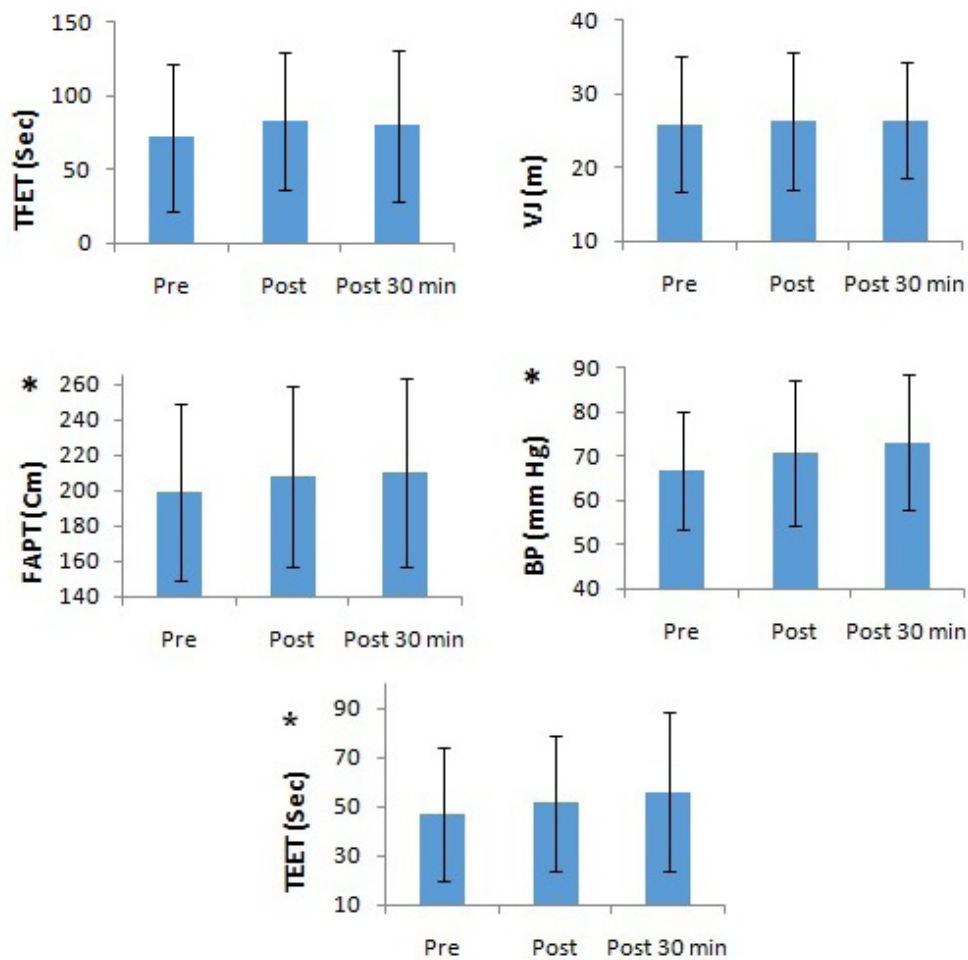 TFET (Sec)
150
100
50
0
Pre Post Post 30 min
VJ (m)
40
30
20
10
Pre Post Post 30 min
*
FAPT(Cm)
260
240
220
200
180
160
140
Pre Post Post 30 min
*
BP (mm Hg)
90
80
70
60
50
40
Pre Post Post 30 min
*
TEET (Sec)
90
70
50
30
10
Pre Post Post 30 min